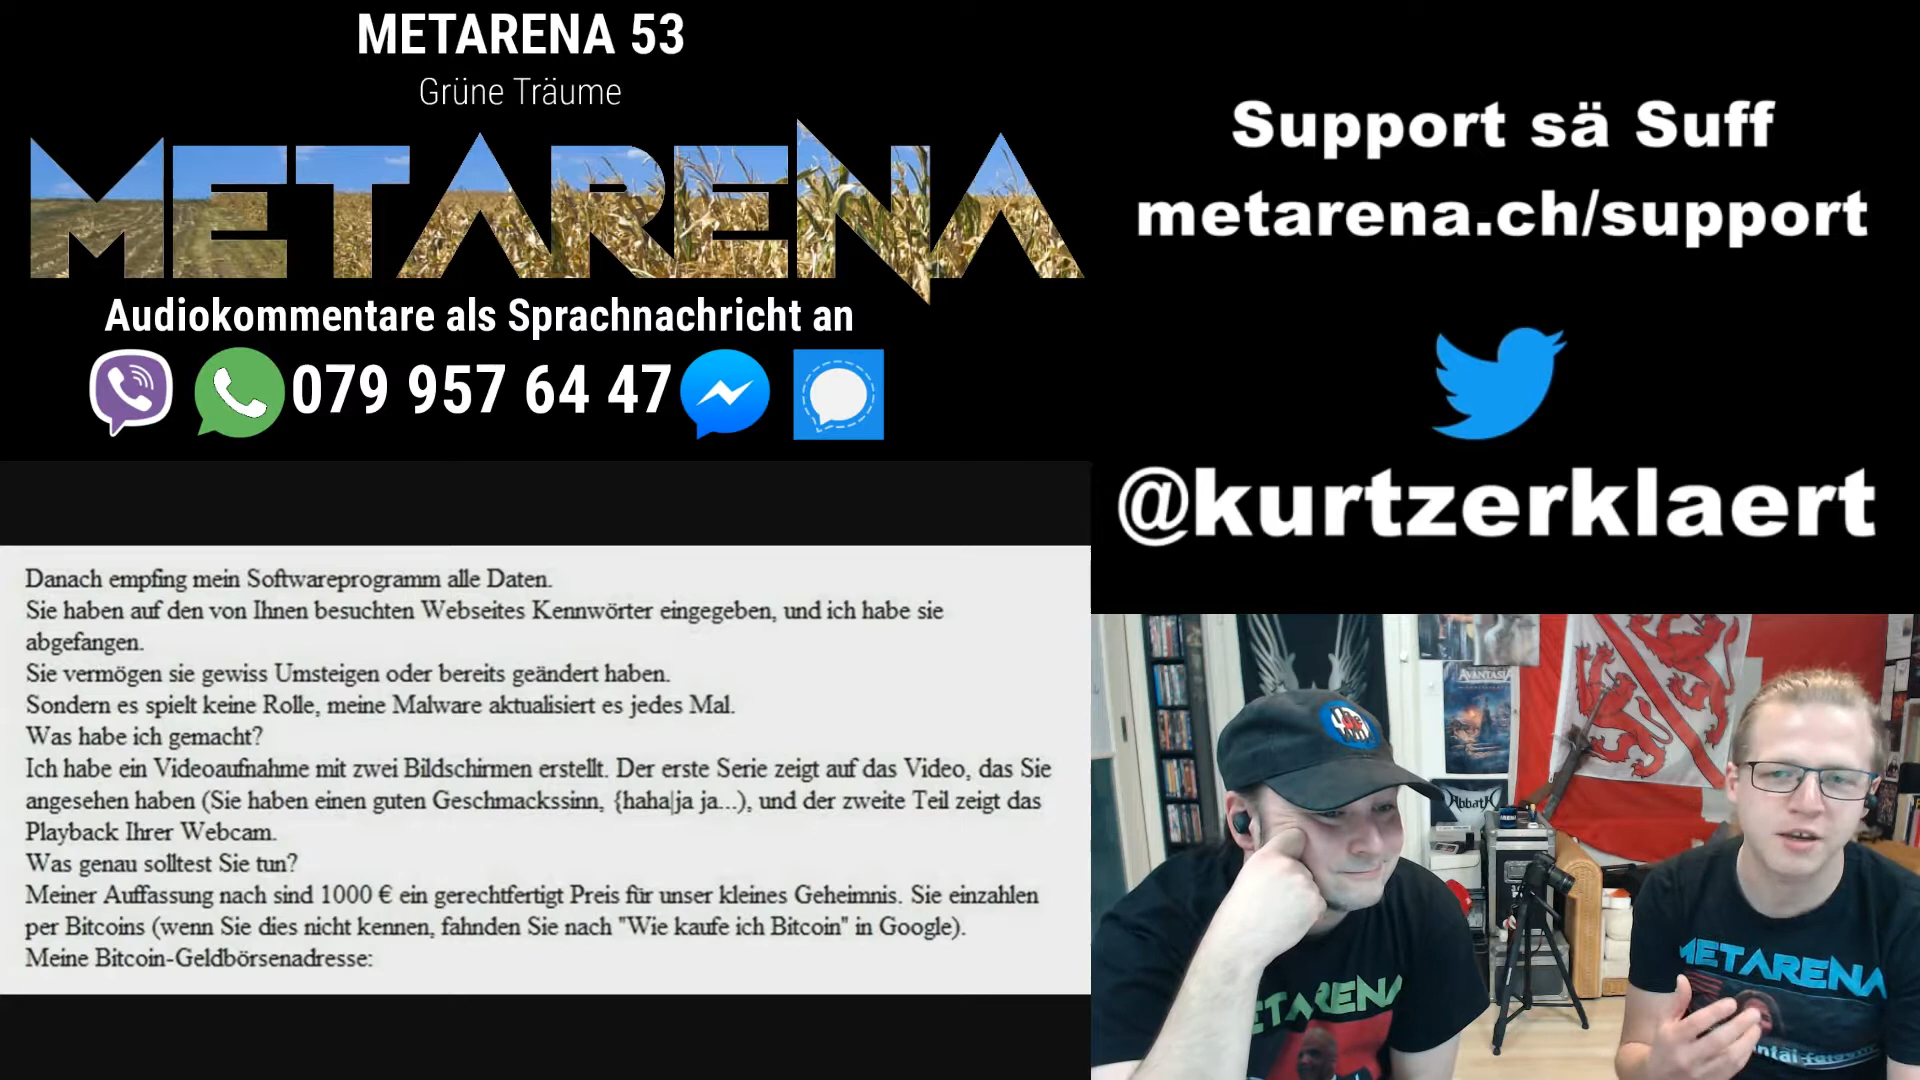 METARENA 53
Grüne Träume
METARENA
Audiokommentare als Sprachnachricht an
079 957 64 47
Support sä Suff
metarena.ch/support
@kurtzerklaert
Danach empfing mein Softwareprogramm alle Daten.
Sie haben auf den von Ihnen besuchten Webseites Kennwörter eingegeben, und ich habe sie
abgefangen.
Sie vermögen sie gewiss Umsteigen oder bereits geändert haben.
Sondern es spielt keine Rolle, meine Malware aktualisiert es jedes Mal.
Was habe ich gemacht?
Ich habe ein Videoaufnahme mit zwei Bildschirmen erstellt. Der erste Serie zeigt auf das Video, das Sie
angesehen haben (Sie haben einen guten Geschmackssinn, {haha|ja ja...), und der zweite Teil zeigt das
Playback Ihrer Webcam.
Was genau solltest Sie tun?
Meiner Auffassung nach sind 1000 € ein gerechtfertigt Preis für unser kleines Geheimnis. Sie einzahlen
per Bitcoins (wenn Sie dies nicht kennen, fahnden Sie nach "Wie kaufe ich Bitcoin" in Google).
Meine Bitcoin-Geldbörsenadresse:
AVANTASIA
Abbath
ETARENA
METARENA